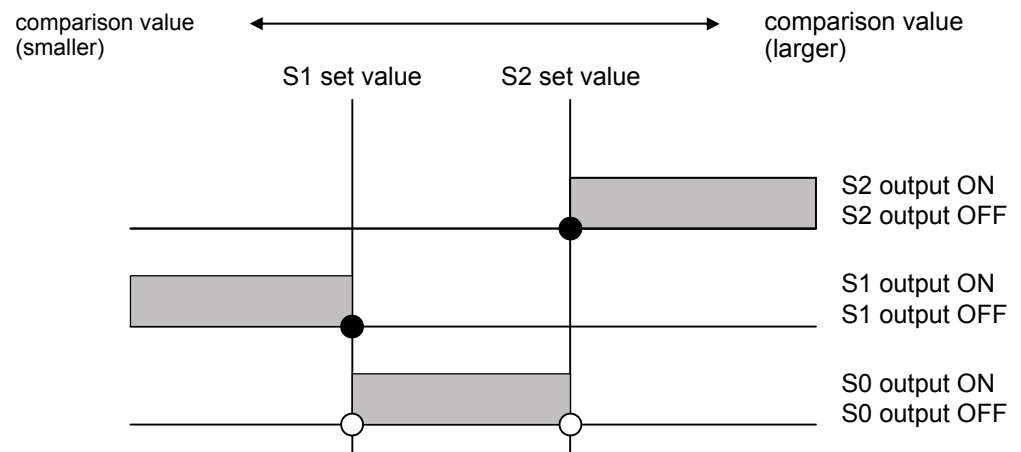 comparison value
(smaller)
comparison value
(larger)
S1 set value
S2 set value
S2 output ON
S2 output OFF
S1 output ON
S1 output OFF
S0 output ON
S0 output OFF